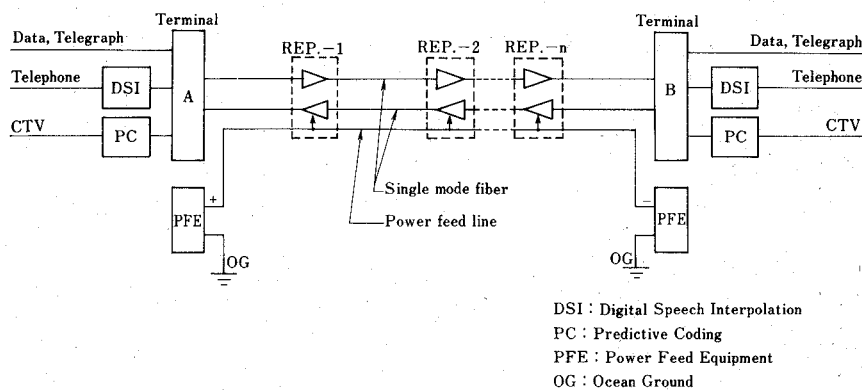 Terminal
Terminal
Data, Telegraph
REP.-1
REP.-2
REP.-n
Data, Telegraph
Telephone
DSI
A
B
DSI
Telephone
CTV
PC
PC
CTV
Single mode fiber
Power feed line
PFE
+
−
PFE
OG
OG
DSI : Digital Speech Interpolation
PC : Predictive Coding
PFE : Power Feed Equipment
OG : Ocean Ground